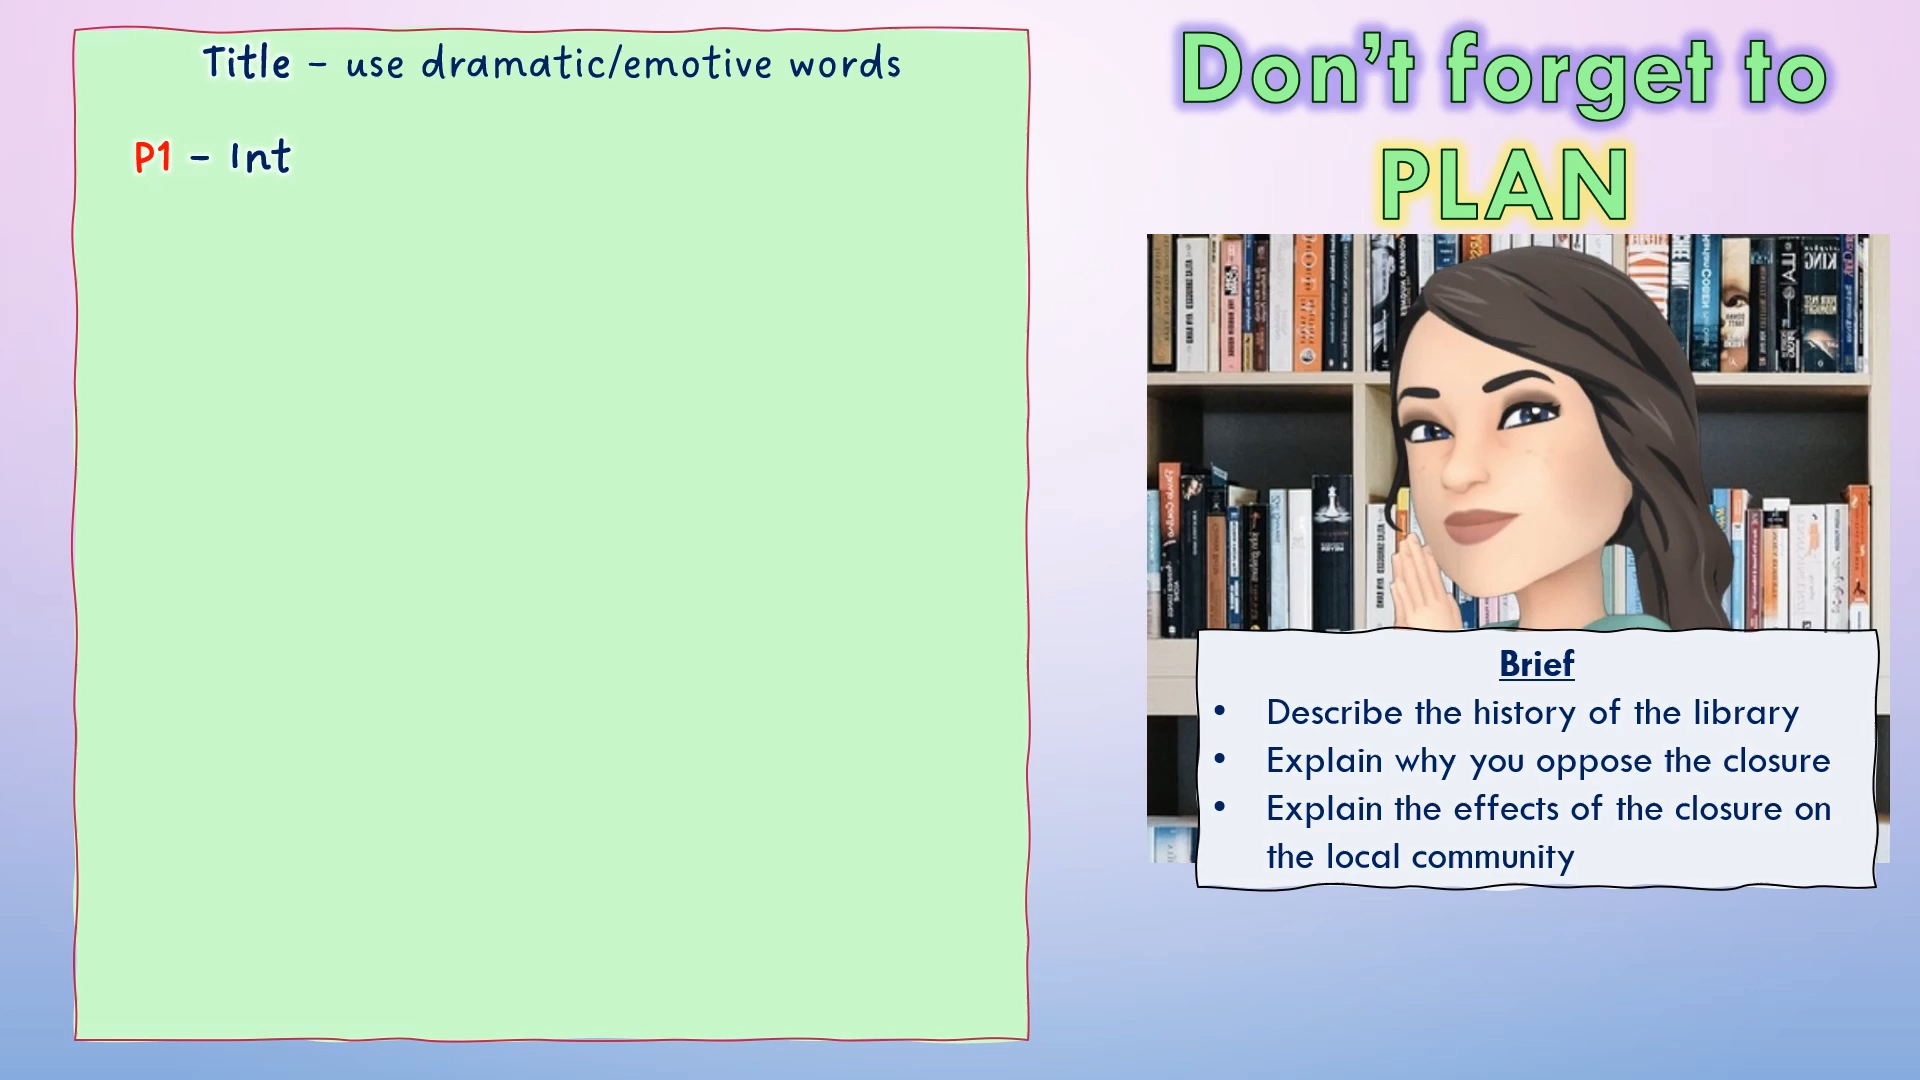 Title – use dramatic/emotive words
P1 – Int
Don't forget to
PLAN
KING
Brief
• Describe the history of the library
• Explain why you oppose the closure
• Explain the effects of the closure on
the local community